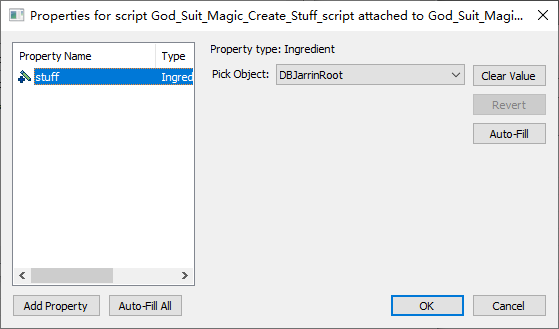 Properties for script God_Suit_Magic_Create_Stuff_script attached to God_Suit_Magi...
Property Name Type
stuff Ingred
Property type: Ingredient
Pick Object: DBJarrinRoot
Clear Value
Revert
Auto-Fill
Add Property Auto-Fill All OK Cancel